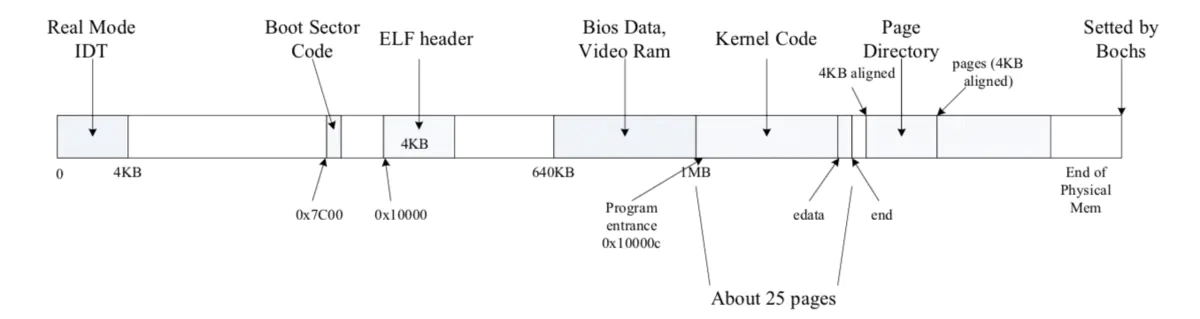 Real Mode
IDT
Boot Sector
Code
ELF header
Bios Data,
Video Ram
Kernel Code
Page
Directory
Setted by
Bochs
4KB aligned
pages (4KB
aligned)
4KB
0
4KB
640KB
1MB
End of
Physical
Mem
0x7C00
0x10000
Program
entrance
0x10000c
edata
end
About 25 pages